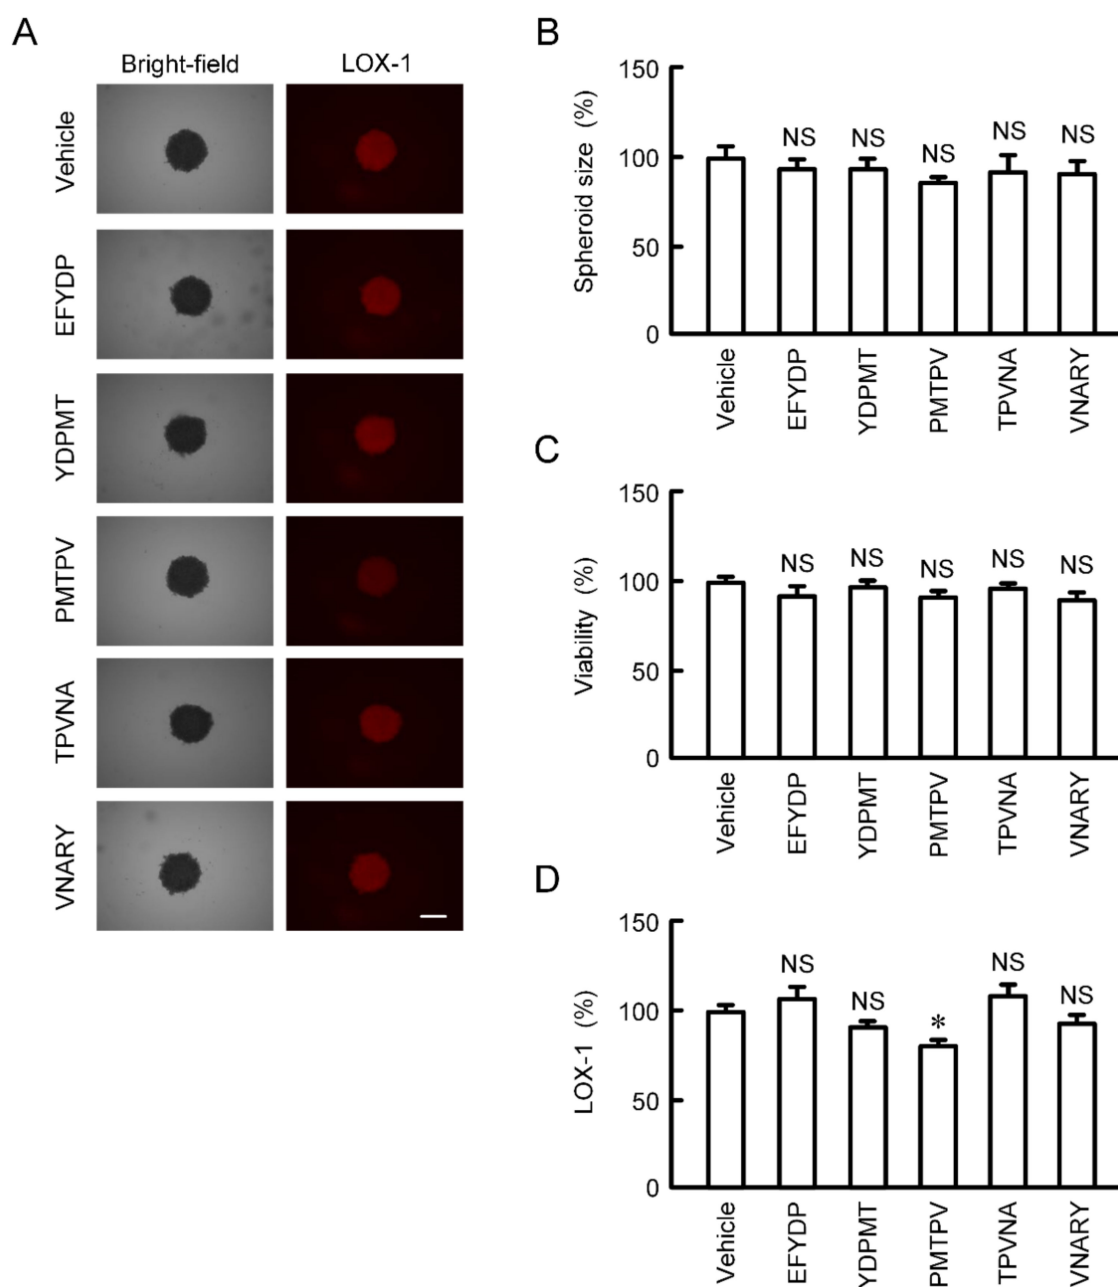 A
Bright-field LOX-1
Vehicle
EFYDP
YDPMT
PMTPV
TPVNA
VNARY
B
Spheroid size (%)
150
100
50
0
NS NS NS NS NS
Vehicle EFYDP YDPMT PMTPV TPVNA VNARY
C
Viability (%)
150
100
50
0
NS NS NS NS NS
Vehicle EFYDP YDPMT PMTPV TPVNA VNARY
D
LOX-1 (%)
150
100
50
0
NS NS * NS NS
Vehicle EFYDP YDPMT PMTPV TPVNA VNARY